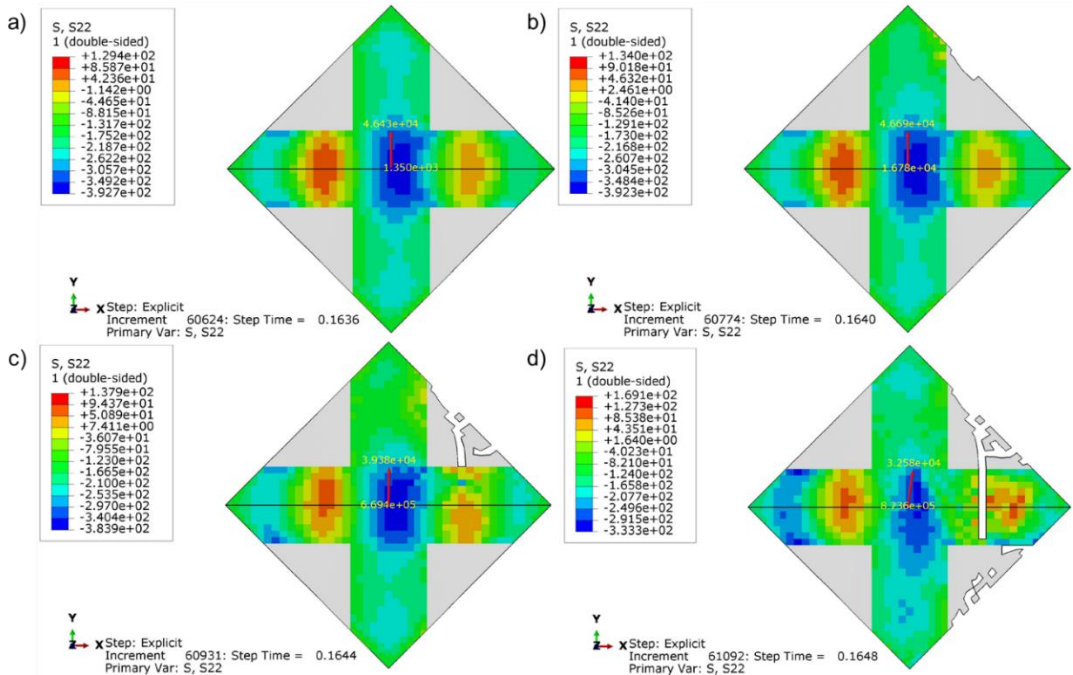 a)
S, S22
1 (double-sided)
+1.294e+02
+8.587e+01
+4.236e+01
-1.142e+00
-4.465e+01
-8.815e+01
-1.317e+02
-1.752e+02
-2.187e+02
-2.622e+02
-3.057e+02
-3.492e+02
-3.927e+02
4.643e+04
1.350e+03
Y
Z X
Step: Explicit
Increment 60624: Step Time = 0.1636
Primary Var: S, S22
b)
S, S22
1 (double-sided)
+1.340e+02
+9.018e+01
+4.632e+01
+2.461e+00
-4.140e+01
-8.526e+01
-1.291e+02
-1.730e+02
-2.168e+02
-2.607e+02
-3.045e+02
-3.484e+02
-3.923e+02
4.669e+04
1.678e+04
Y
Z X
Step: Explicit
Increment 60774: Step Time = 0.1640
Primary Var: S, S22
c)
S, S22
1 (double-sided)
+1.379e+02
+9.437e+01
+5.089e+01
+7.411e+00
-3.607e+01
-7.955e+01
-1.230e+02
-1.665e+02
-2.100e+02
-2.535e+02
-2.970e+02
-3.404e+02
-3.839e+02
3.938e+04
6.694e+05
Y
Z X
Step: Explicit
Increment 60931: Step Time = 0.1644
Primary Var: S, S22
d)
S, S22
1 (double-sided)
+1.691e+02
+1.273e+02
+8.538e+01
+4.351e+01
+1.640e+00
-4.023e+01
-8.210e+01
-1.240e+02
-1.658e+02
-2.077e+02
-2.496e+02
-2.915e+02
-3.333e+02
3.258e+04
8.736e+05
Y
Z X
Step: Explicit
Increment 61092: Step Time = 0.1648
Primary Var: S, S22